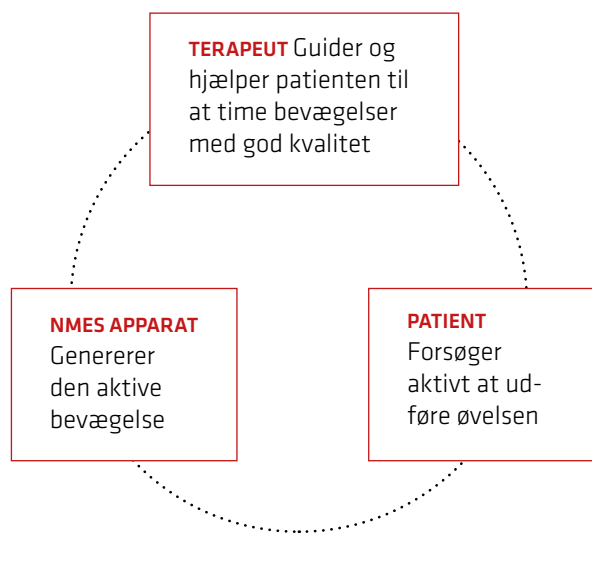 TERAPEUT Guider og
hjælper patienten til
at time bevægelser
med god kvalitet
NMES APPARAT
Genererer
den aktive
bevægelse
PATIENT
Forsøger
aktivt at ud-
føre øvelsen